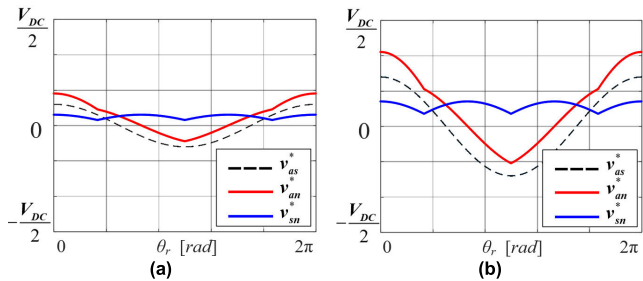 V_DC
2
0
-V_DC
2
v*_as
v*_an
v*_sn
0
θ_r [rad]
2π
(a)
V_DC
2
0
-V_DC
2
v*_as
v*_an
v*_sn
0
θ_r [rad]
2π
(b)